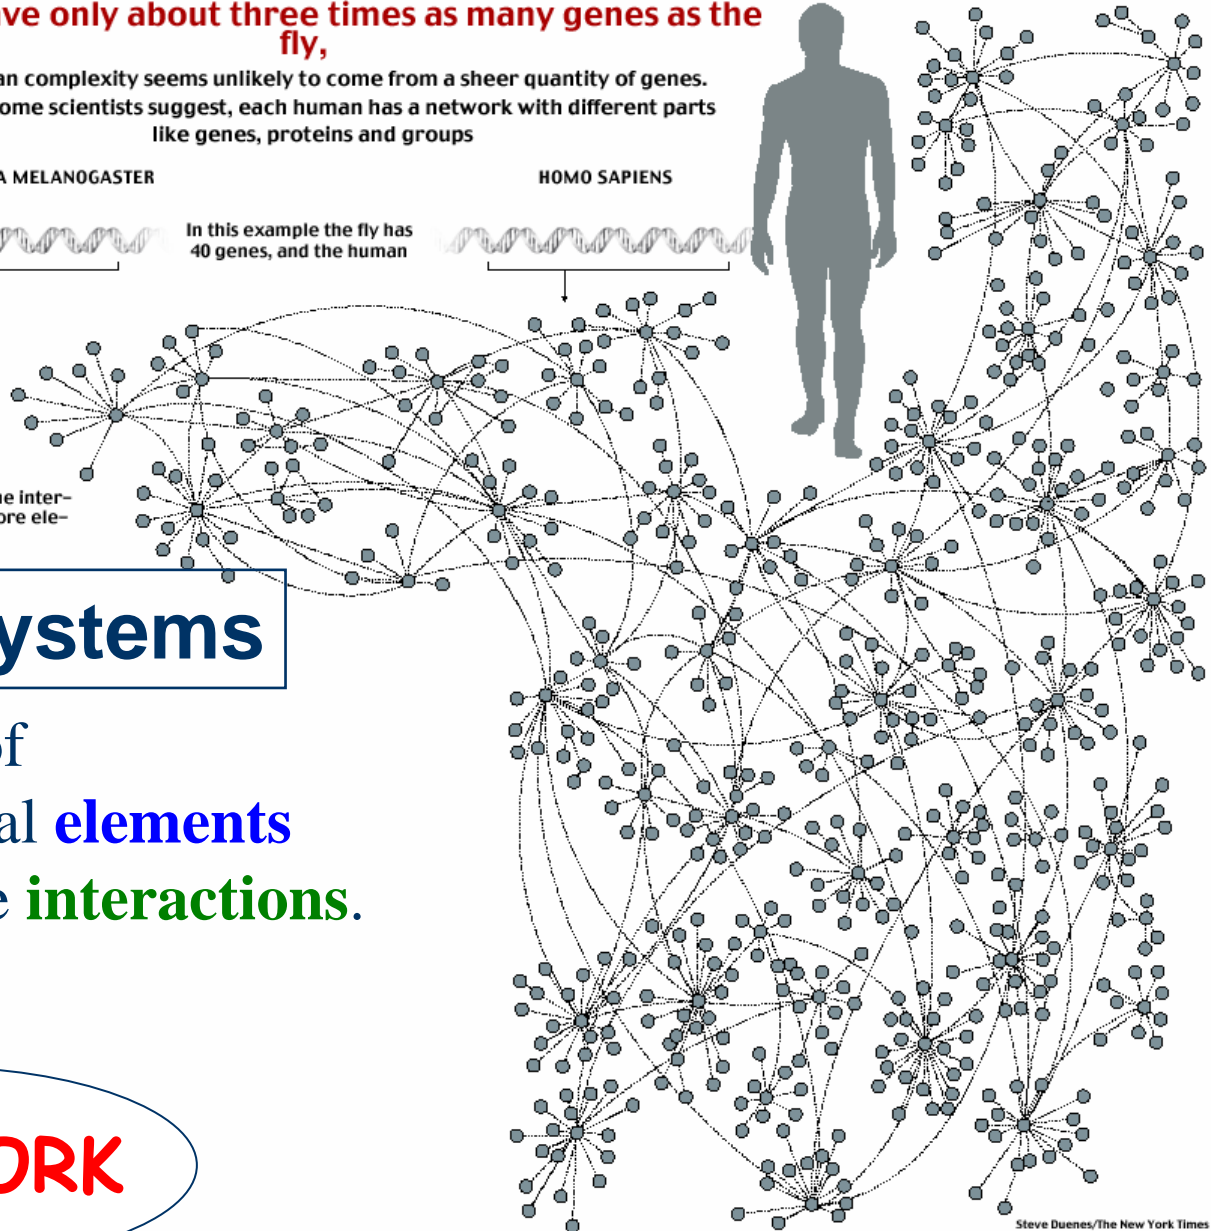 ve only about three times as many genes as the
fly,
an complexity seems unlikely to come from a sheer quantity of genes.
ome scientists suggest, each human has a network with different parts
like genes, proteins and groups
A MELANOGASTER
HOMO SAPIENS
In this example the fly has
40 genes, and the human
ne inter-
ore ele-
ystems
of
al elements
e interactions.
ORK
Steve Duenes/The New York Times